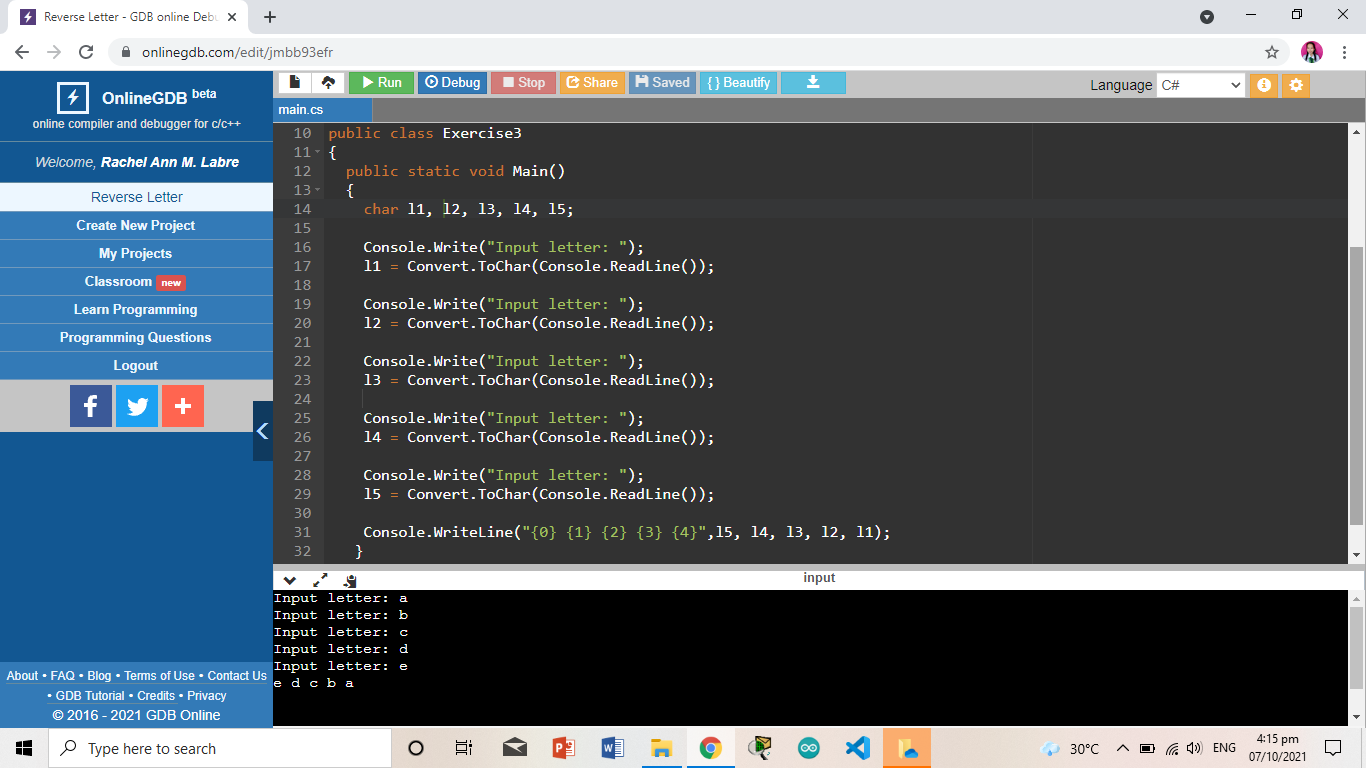 Reverse Letter - GDB online Debu
onlinegdb.com/edit/jmbb93efr
OnlineGDB beta
online compiler and debugger for c/c++
Welcome, Rachel Ann M. Labre
Reverse Letter
Create New Project
My Projects
Classroom new
Learn Programming
Programming Questions
Logout
About • FAQ • Blog • Terms of Use • Contact Us
• GDB Tutorial • Credits • Privacy
© 2016 - 2021 GDB Online
Run Debug Stop Share Saved { } Beautify
Language C#
main.cs
10 public class Exercise3
11 {
12 public static void Main()
13 {
14 char l1, l2, l3, l4, l5;
15
16 Console.Write("Input letter: ");
17 l1 = Convert.ToChar(Console.ReadLine());
18
19 Console.Write("Input letter: ");
20 l2 = Convert.ToChar(Console.ReadLine());
21
22 Console.Write("Input letter: ");
23 l3 = Convert.ToChar(Console.ReadLine());
24
25 Console.Write("Input letter: ");
26 l4 = Convert.ToChar(Console.ReadLine());
27
28 Console.Write("Input letter: ");
29 l5 = Convert.ToChar(Console.ReadLine());
30
31 Console.WriteLine("{0} {1} {2} {3} {4}",l5, l4, l3, l2, l1);
32 }
input
Input letter: a
Input letter: b
Input letter: c
Input letter: d
Input letter: e
e d c b a
Type here to search
30°C ENG
4:15 pm
07/10/2021